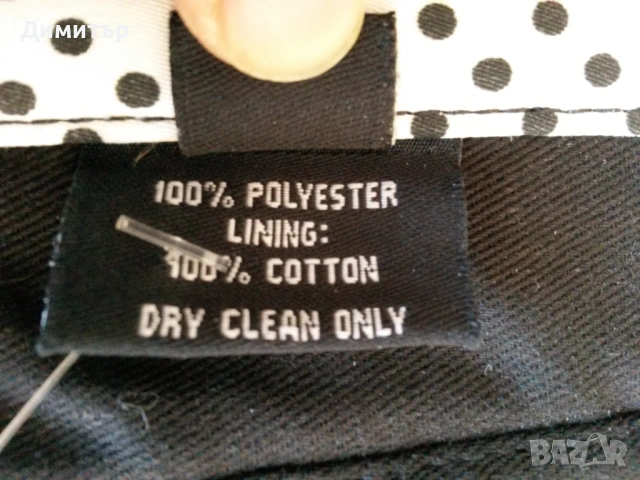 Димитър
100% POLYESTER
LINING:
100% COTTON
DRY CLEAN ONLY
BAZAR